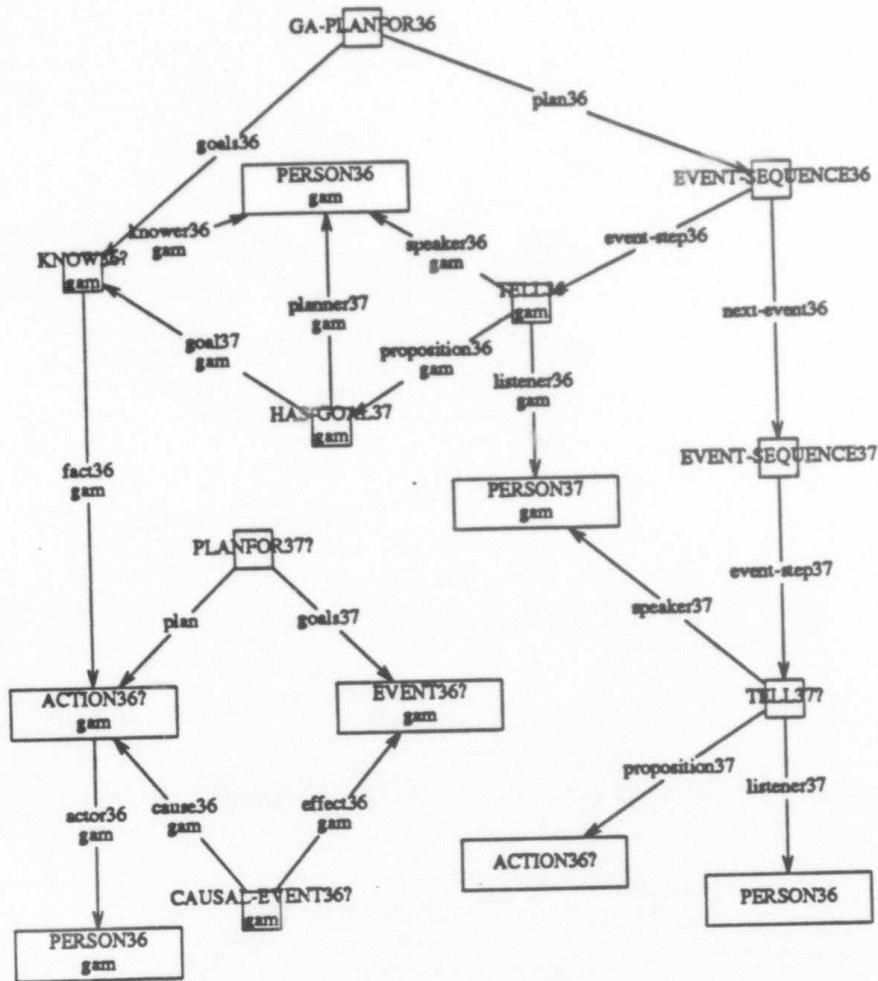 GA-PLANFOR36
plan36
goals36
PERSON36
gam
EVENT-SEQUENCE36
knower36
gam
speaker36
gam
event-step36
KNOW36?
gam
TELL36
gam
planner37
gam
next-event36
goal37
gam
proposition36
gam
listener36
gam
HAS-GOAL37
gam
EVENT-SEQUENCE37
fact36
gam
PERSON37
gam
PLANFOR37?
event-step37
plan
goals37
speaker37
ACTION36?
gam
EVENT36?
gam
TELL37?
proposition37
listener37
actor36
gam
cause36
gam
effect36
gam
ACTION36?
CAUSAL-EVENT36?
gam
PERSON36
PERSON36
gam